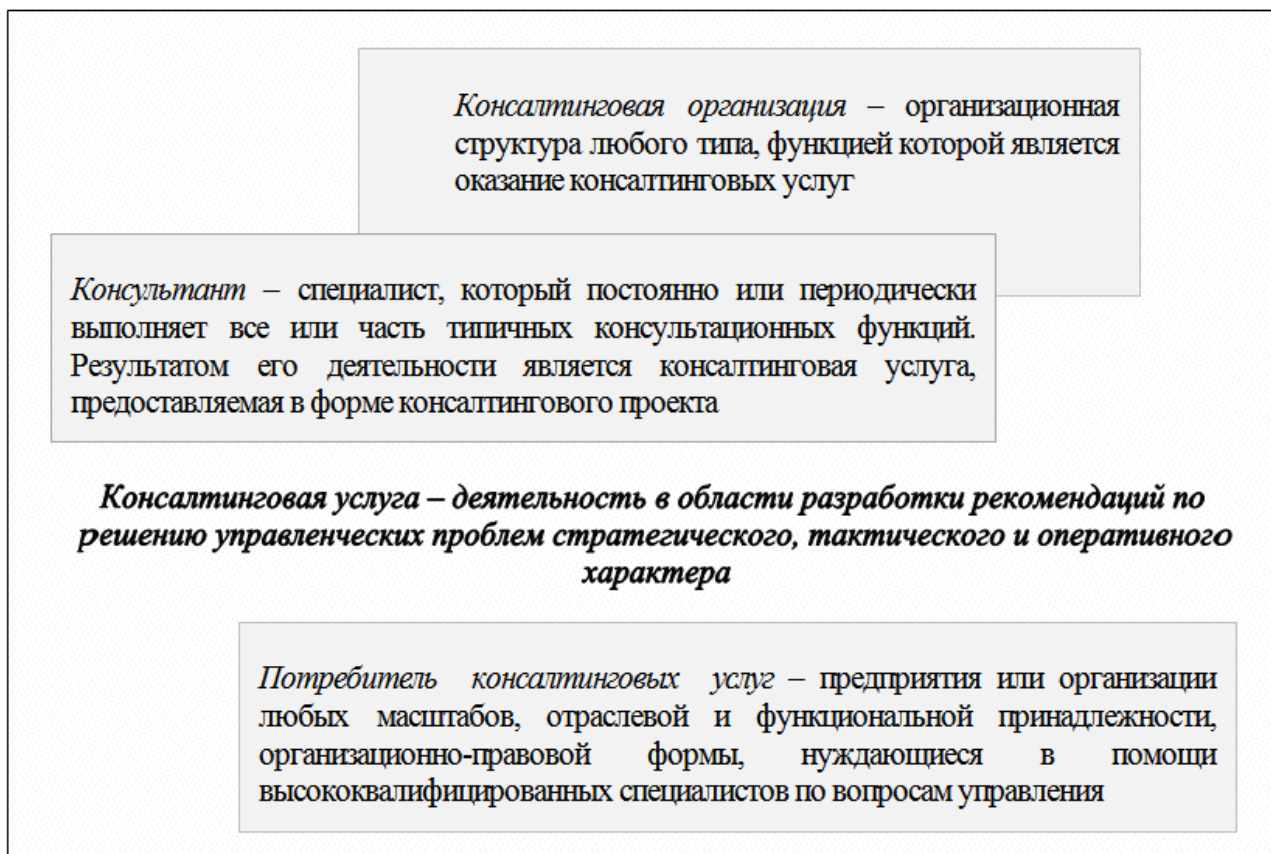 Консалтинговая организация – организационная
структура любого типа, функцией которой является
оказание консалтинговых услуг
Консультант – специалист, который постоянно или периодически
выполняет все или часть типичных консультационных функций.
Результатом его деятельности является консалтинговая услуга,
предоставляемая в форме консалтингового проекта
Консалтинговая услуга – деятельность в области разработки рекомендаций по
решению управленческих проблем стратегического, тактического и оперативного
характера
Потребитель консалтинговых услуг – предприятия или организации
любых масштабов, отраслевой и функциональной принадлежности,
организационно-правовой формы, нуждающиеся в помощи
высококвалифицированных специалистов по вопросам управления